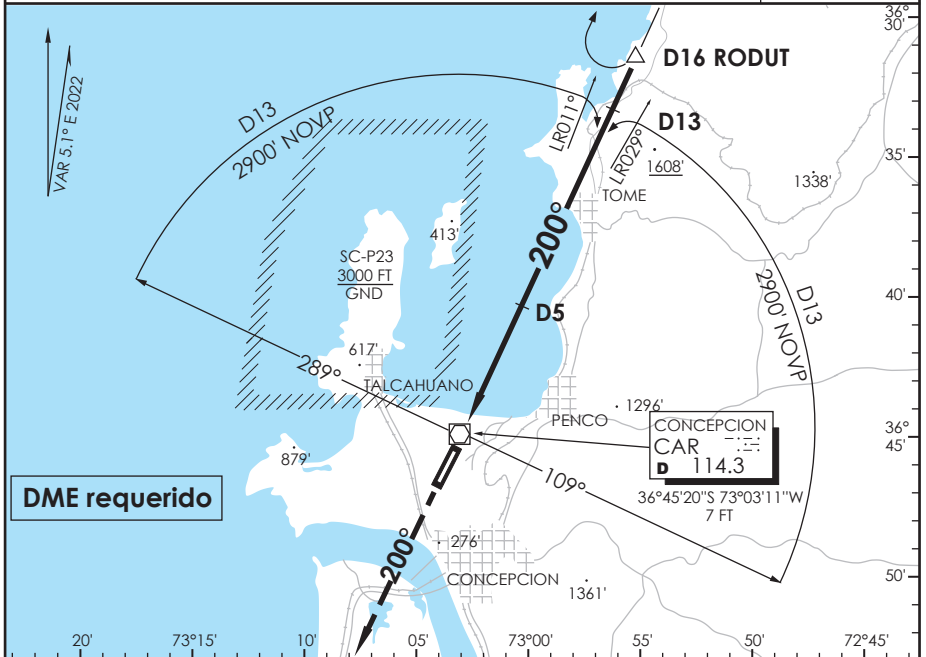 36°
30'
VAR 5.1° E 2022
D16 RODUT
D13
2900' NOVP
LR011°
D13
LR029°
1608'
35'
1338'
TOME
200°
413'
SC-P23
3000 FT
GND
D13
2900' NOVP
40'
D5
289°
617'
TALCAHUANO
PENCO
1296'
CONCEPCION
CAR
D 114.3
36°
45'
36°45'20"S 73°03'11"W
7 FT
879'
109°
DME requerido
276'
200°
CONCEPCION
1361'
50'
20'
73°15'
10'
05'
73°00'
55'
50'
72°45'